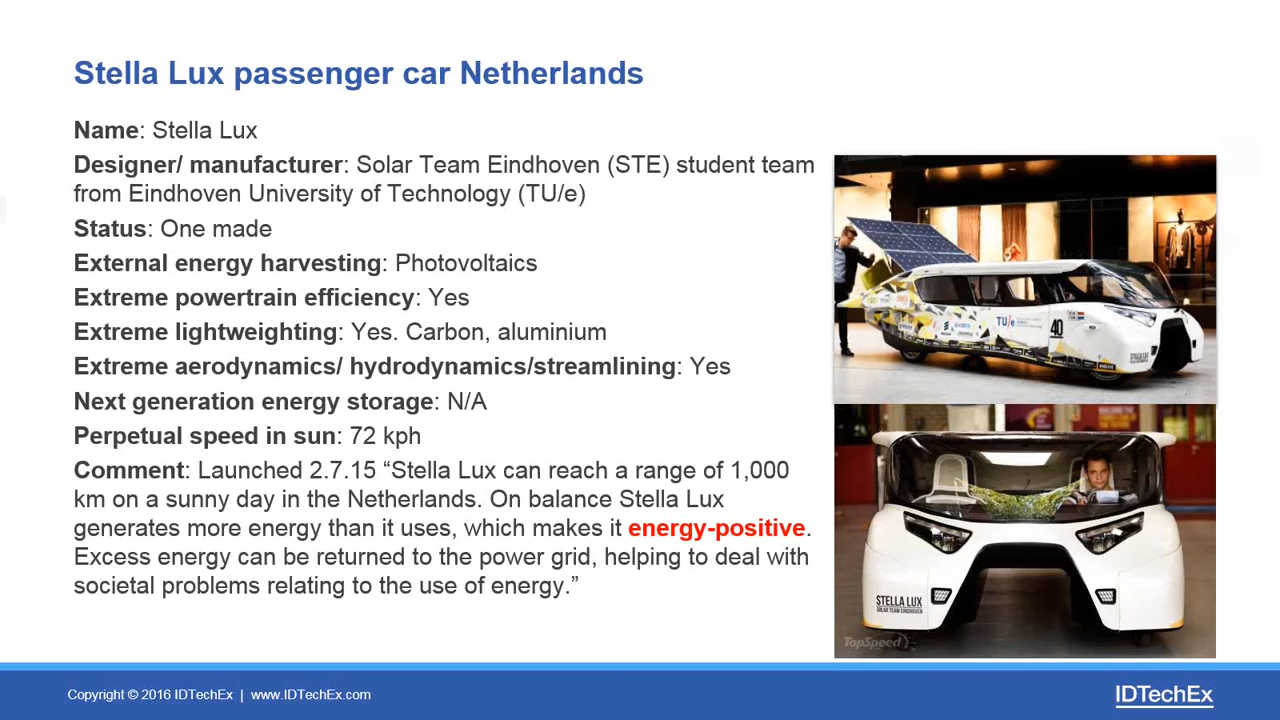 Stella Lux passenger car Netherlands
Name: Stella Lux
Designer/ manufacturer: Solar Team Eindhoven (STE) student team
from Eindhoven University of Technology (TU/e)
Status: One made
External energy harvesting: Photovoltaics
Extreme powertrain efficiency: Yes
Extreme lightweighting: Yes. Carbon, aluminium
Extreme aerodynamics/ hydrodynamics/streamlining: Yes
Next generation energy storage: N/A
Perpetual speed in sun: 72 kph
Comment: Launched 2.7.15 “Stella Lux can reach a range of 1,000
km on a sunny day in the Netherlands. On balance Stella Lux
generates more energy than it uses, which makes it energy-positive.
Excess energy can be returned to the power grid, helping to deal with
societal problems relating to the use of energy.”
TU/e
40
STELLA LUX
STELLA LUX
SOLAR TEAM EINDHOVEN
TopSpeed
Copyright © 2016 IDTechEx | www.IDTechEx.com
IDTechEx